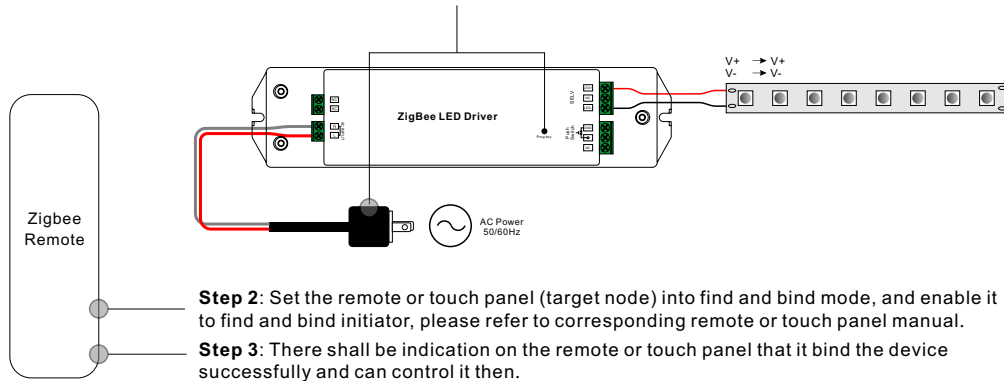 V+ → V+
V- → V-
SELV
ZigBee LED Driver
Push
Switch
Zigbee
Remote
AC Power
50/60Hz
Step 2: Set the remote or touch panel (target node) into find and bind mode, and enable it
to find and bind initiator, please refer to corresponding remote or touch panel manual.
Step 3: There shall be indication on the remote or touch panel that it bind the device
successfully and can control it then.